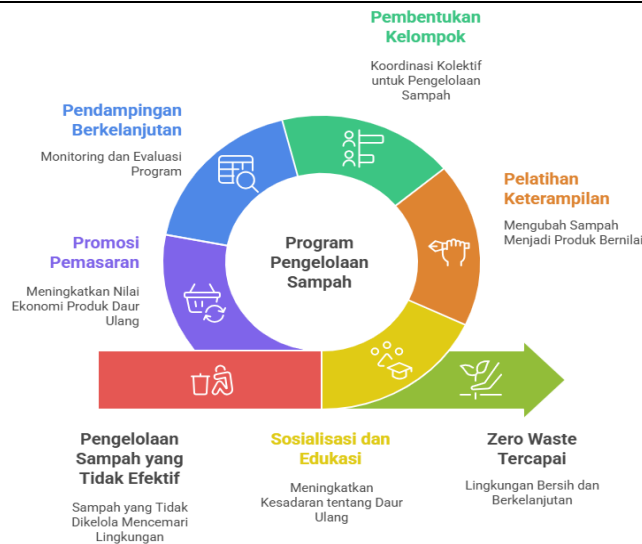 Pembentukan
Kelompok
Koordinasi Kolektif
untuk Pengelolaan
Sampah
Pendampingan
Berkelanjutan
Monitoring dan Evaluasi
Program
Pelatihan
Keterampilan
Mengubah Sampah
Menjadi Produk Bernilai
Promosi
Pemasaran
Meningkatkan Nilai
Ekonomi Produk Daur
Ulang
Program
Pengelolaan
Sampah
Pengelolaan
Sampah yang
Tidak Efektif
Sampah yang Tidak
Dikelola Mencemari
Lingkungan
Sosialisasi dan
Edukasi
Meningkatkan
Kesadaran tentang Daur
Ulang
Zero Waste
Tercapai
Lingkungan Bersih dan
Berkelanjutan